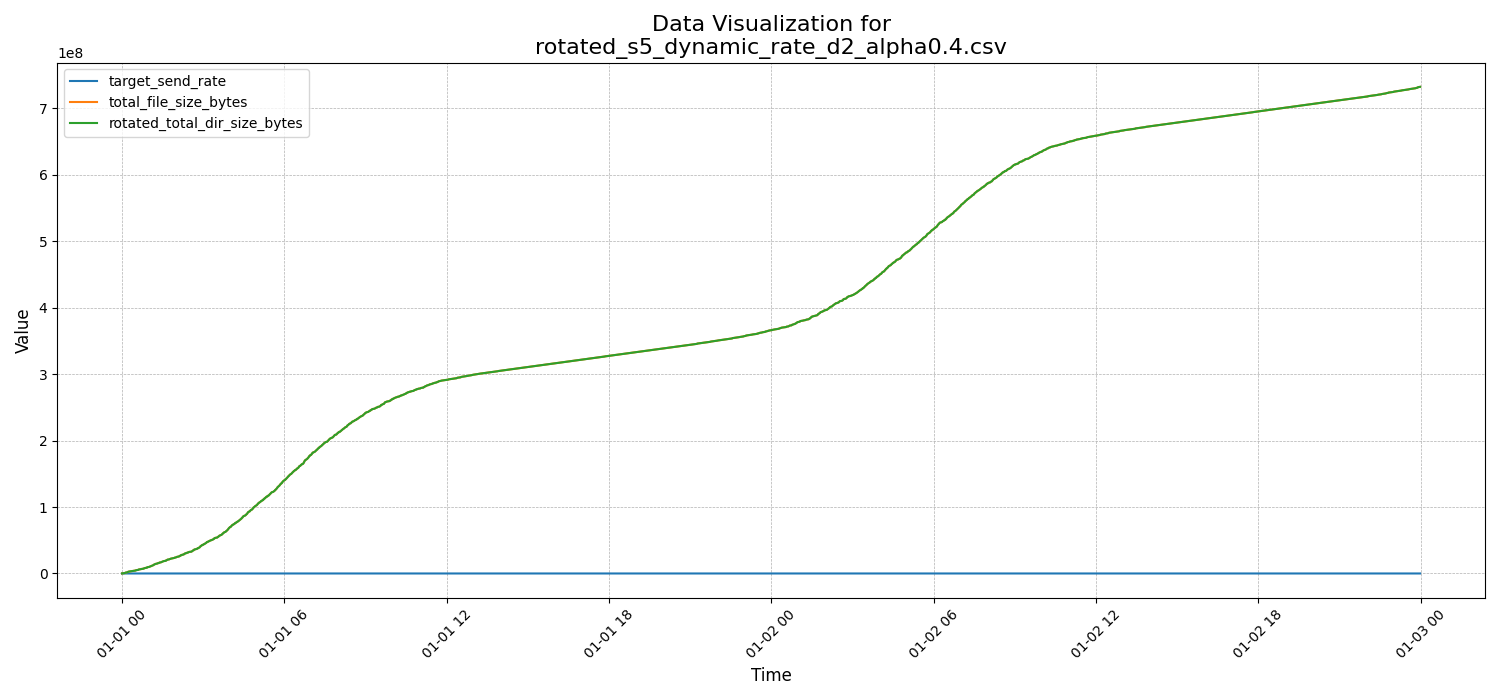 Data Visualization for
rotated_s5_dynamic_rate_d2_alpha0.4.csv
1e8
target_send_rate
total_file_size_bytes
rotated_total_dir_size_bytes
7
6
5
4
3
2
1
0
Value
01-01 00
01-01 06
01-01 12
01-01 18
01-02 00
01-02 06
01-02 12
01-02 18
01-03 00
Time